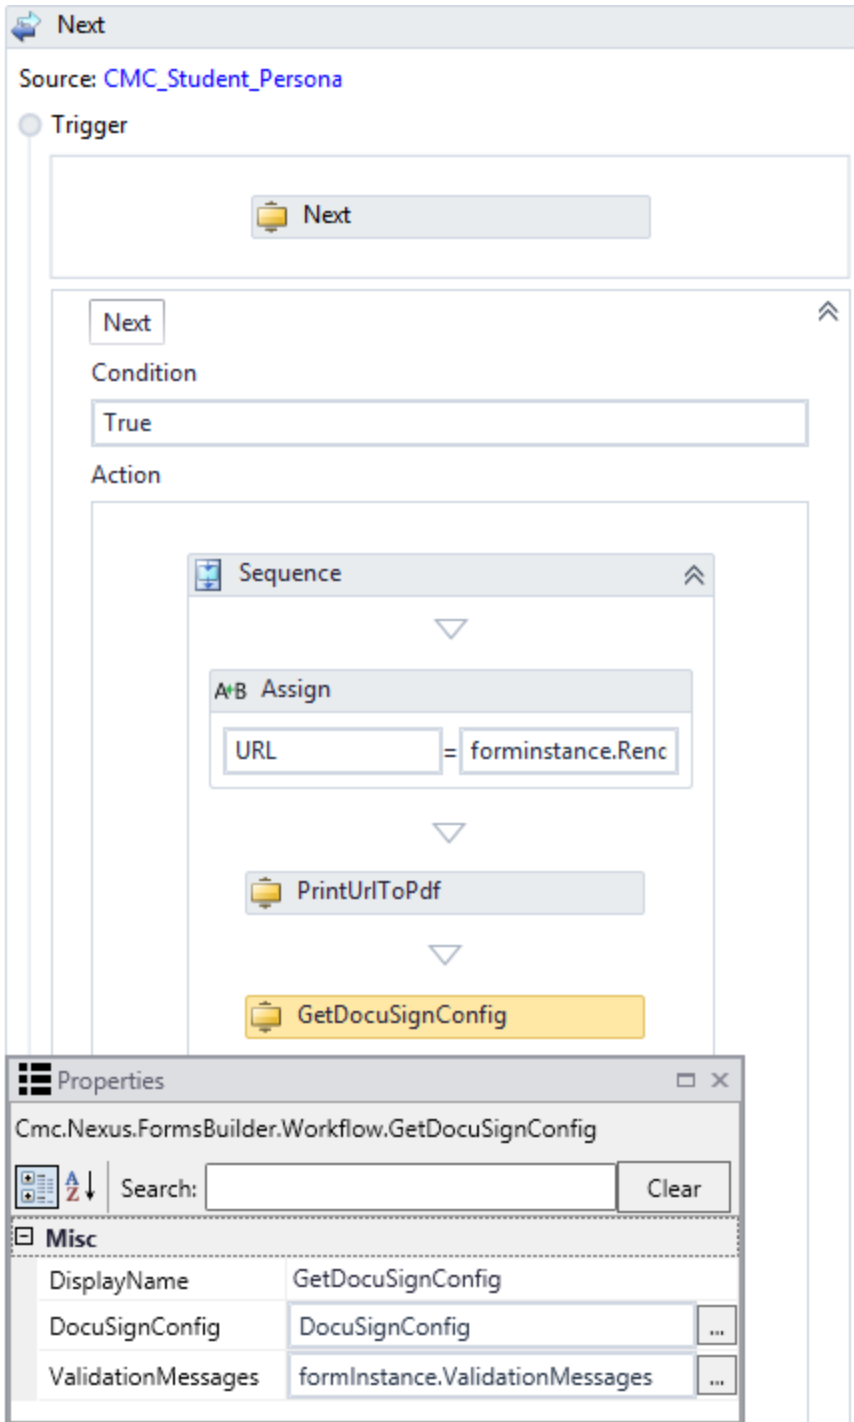 Next
Source: CMC_Student_Persona
Trigger
Next
Next
Condition
True
Action
Sequence
A+B Assign
URL = forminstance.Renc
PrintUrlToPdf
GetDocuSignConfig
Properties
Cmc.Nexus.FormsBuilder.Workflow.GetDocuSignConfig
AZ Search: Clear
Misc
DisplayName GetDocuSignConfig
DocuSignConfig DocuSignConfig ...
ValidationMessages formInstance.ValidationMessages ...